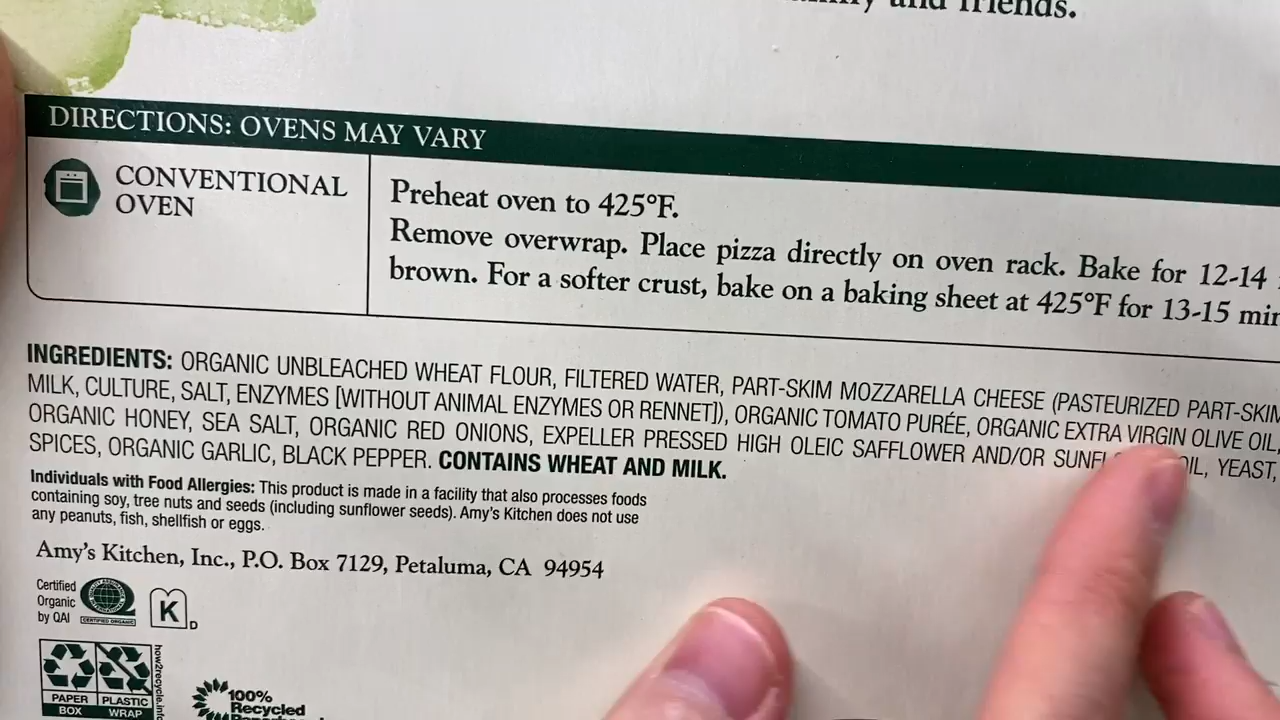 and friends.
DIRECTIONS: OVENS MAY VARY
CONVENTIONAL
OVEN
Preheat oven to 425°F.
Remove overwrap. Place pizza directly on oven rack. Bake for 12-14
brown. For a softer crust, bake on a baking sheet at 425°F for 13-15
INGREDIENTS: ORGANIC UNBLEACHED WHEAT FLOUR, FILTERED WATER, PART-SKIM MOZZARELLA CHEESE (PASTEURIZED PART-SKIM
MILK, CULTURE, SALT, ENZYMES [WITHOUT ANIMAL ENZYMES OR RENNET]), ORGANIC TOMATO PURÉE, ORGANIC EXTRA VIRGIN OLIVE OIL,
ORGANIC HONEY, SEA SALT, ORGANIC RED ONIONS, EXPELLER PRESSED HIGH OLEIC SAFFLOWER AND/OR OIL, YEAST,
SPICES, ORGANIC GARLIC, BLACK PEPPER. CONTAINS WHEAT AND MILK.
Individuals with Food Allergies: This product is made in a facility that also processes foods
containing soy, tree nuts and seeds (including sunflower seeds). Amy's Kitchen does not use
any peanuts, fish, shellfish or eggs.
Amy's Kitchen, Inc., P.O. Box 7129, Petaluma, CA 94954
Certified
Organic
by QAI
CERTIFIED ORGANIC
K
D
PAPER
BOX
PLASTIC
WRAP
100%
Recycled